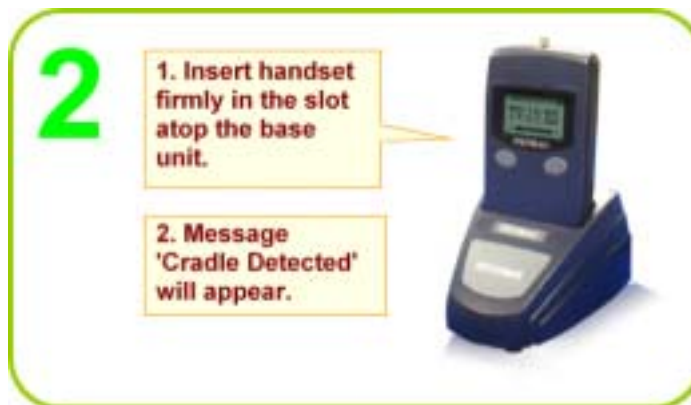 2
1. Insert handset
firmly in the slot
atop the base
unit.
2. Message
'Cradle Detected'
will appear.